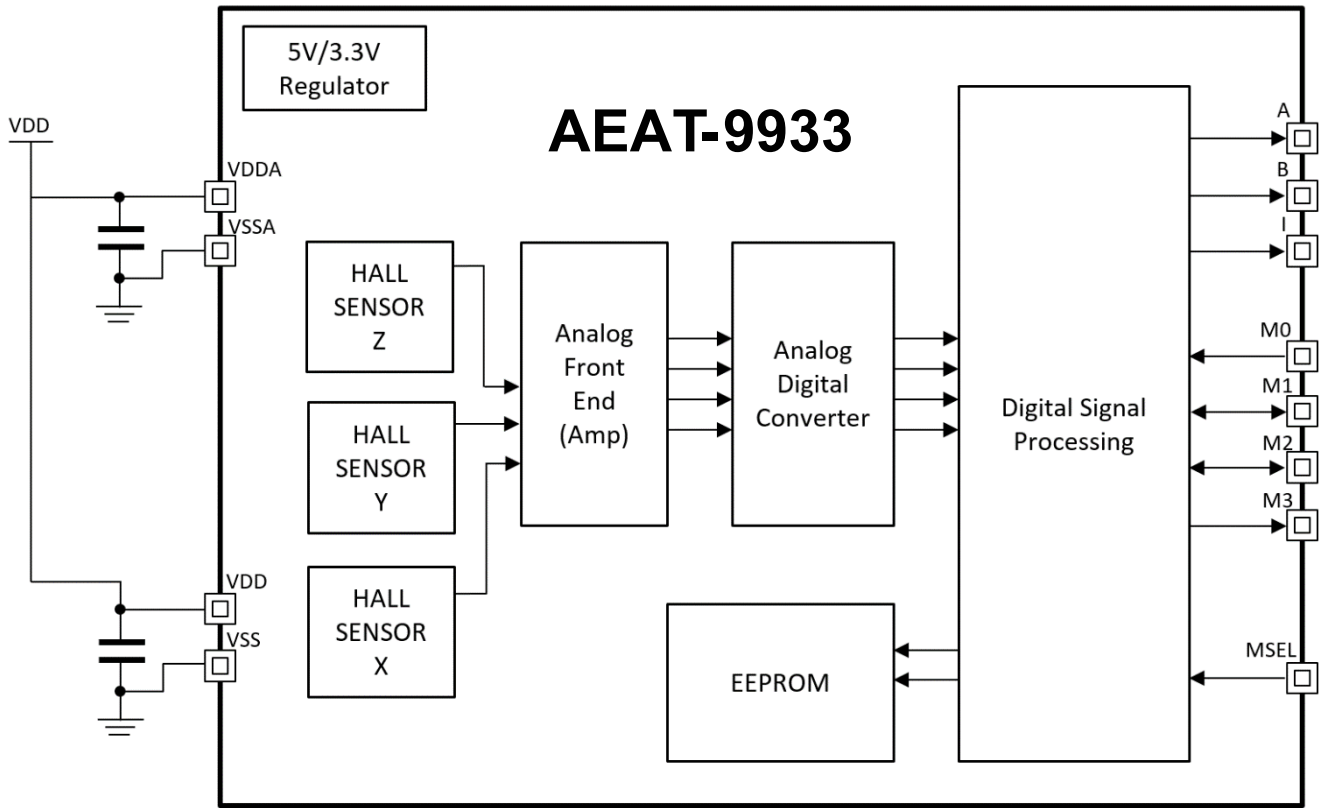 5V/3.3V
Regulator
AEAT-9933
VDD
VDDA
VSSA
HALL
SENSOR
Z
HALL
SENSOR
Y
HALL
SENSOR
X
Analog
Front
End
(Amp)
Analog
Digital
Converter
Digital Signal
Processing
EEPROM
VDD
VSS
A
B
I
M0
M1
M2
M3
MSEL